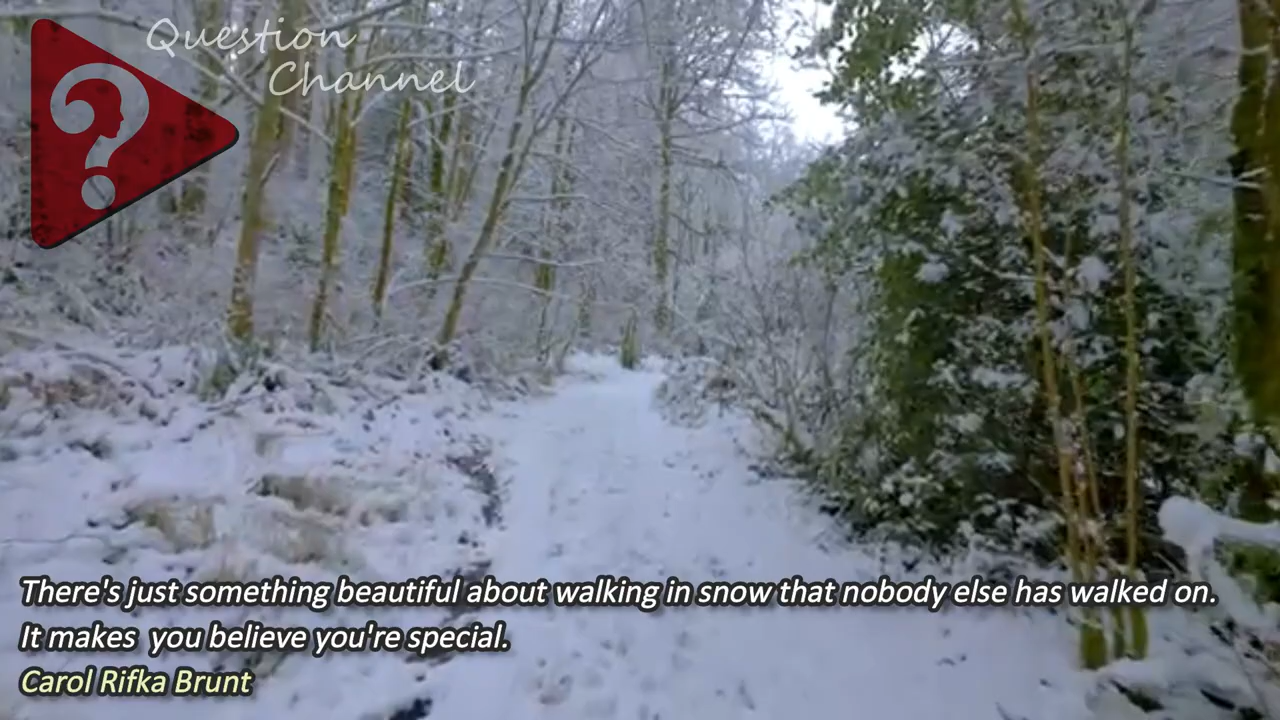 Question
Channel
There's just something beautiful about walking in snow that nobody else has walked on.
It makes you believe you're special.
Carol Rifka Brunt